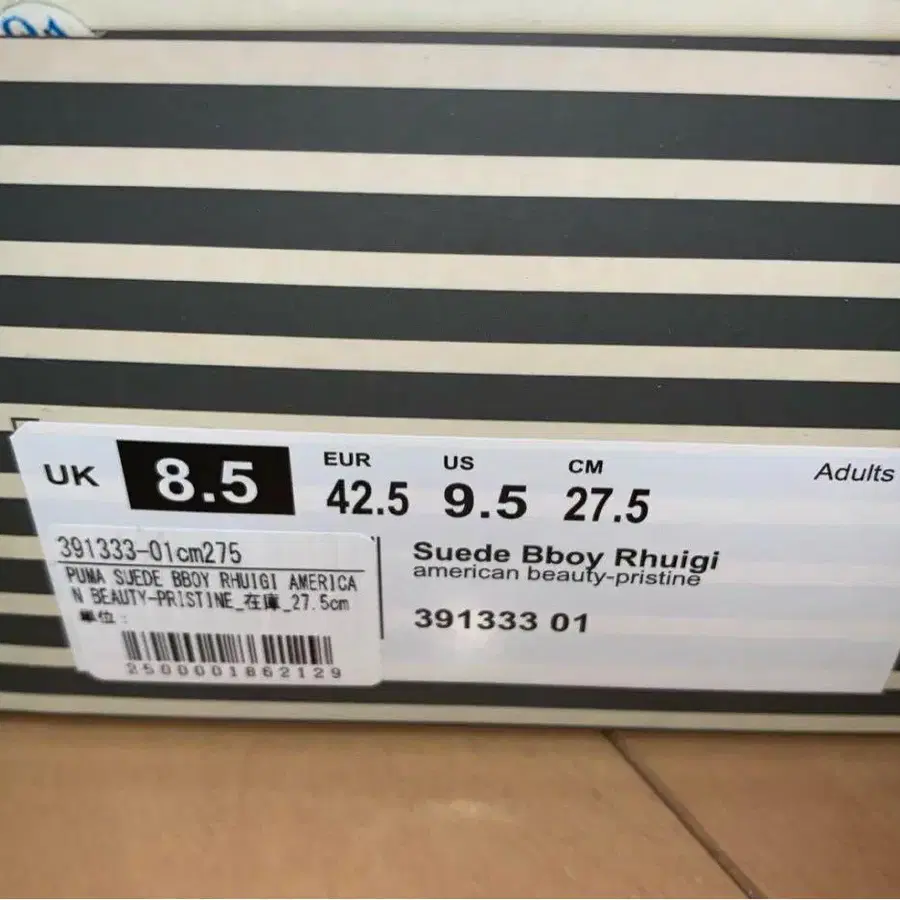 UK 8.5
EUR 42.5
US 9.5
CM 27.5
Adults
391333-01cm275
PUMA SUEDE BBOY RHUIGI AMERICA
N BEAUTY-PRISTINE_在庫_27.5cm
單位:
2500001862129
Suede Bboy Rhuigi
american beauty-pristine
391333 01